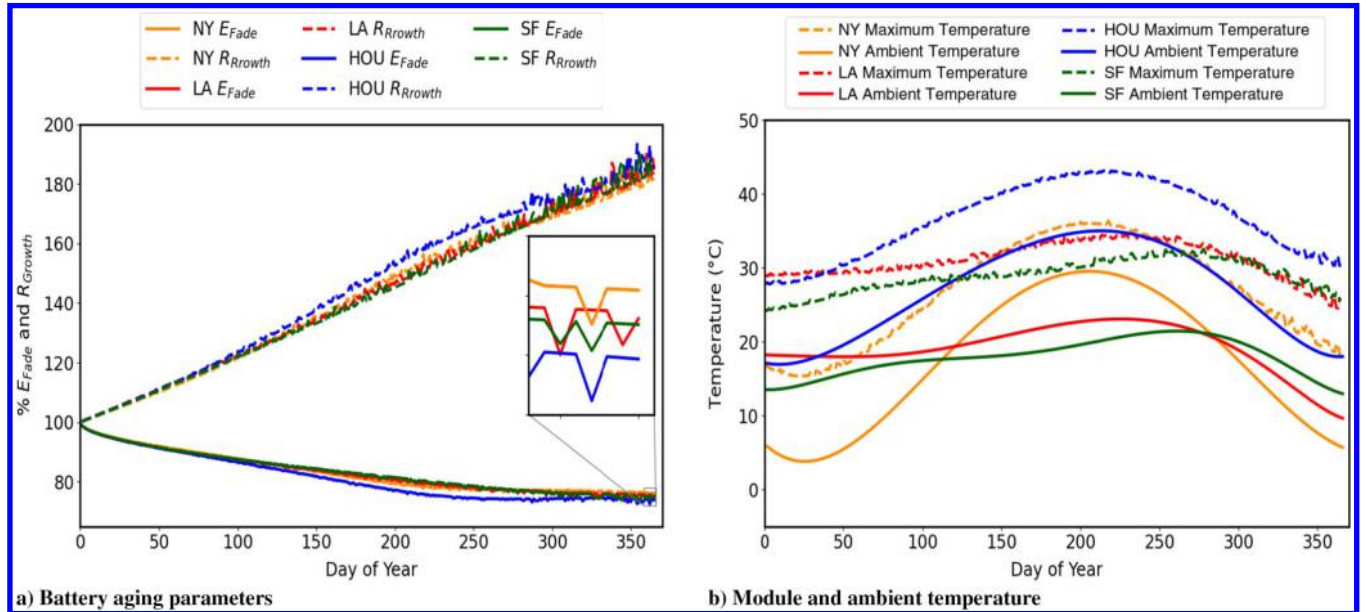 NY E_Fade
NY R_Rrowth
LA E_Fade
LA R_Rrowth
HOU E_Fade
HOU R_Rrowth
SF E_Fade
SF R_Rrowth
% E_Fade and R_Growth
200
180
160
140
120
100
80
0 50 100 150 200 250 300 350
Day of Year
a) Battery aging parameters
NY Maximum Temperature
NY Ambient Temperature
LA Maximum Temperature
LA Ambient Temperature
HOU Maximum Temperature
HOU Ambient Temperature
SF Maximum Temperature
SF Ambient Temperature
Temperature (°C)
50
40
30
20
10
0
0 50 100 150 200 250 300 350
Day of Year
b) Module and ambient temperature